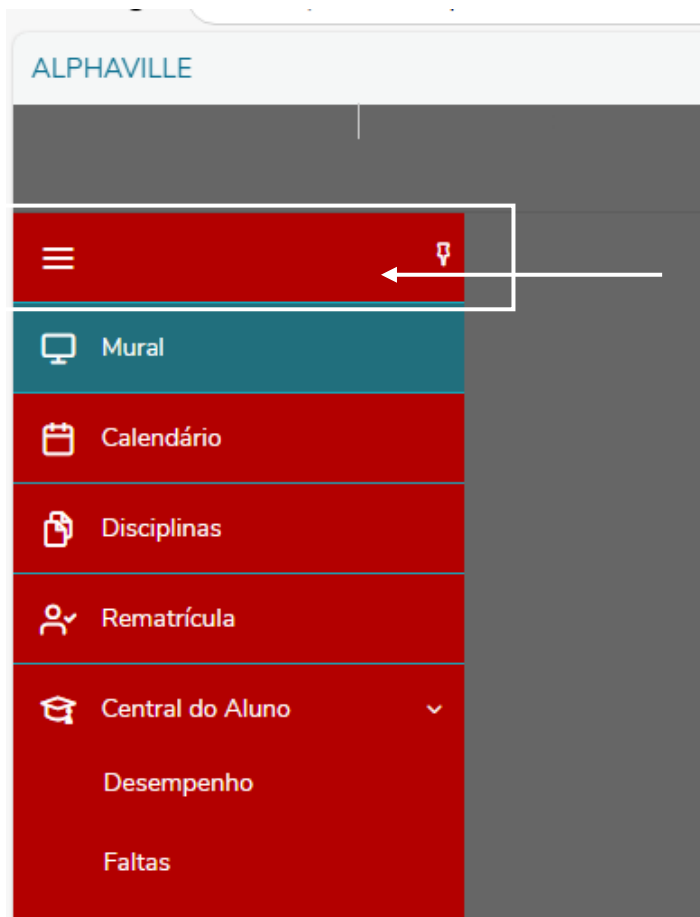 ALPHAVILLE
Mural
Calendário
Disciplinas
Rematrícula
Central do Aluno
Desempenho
Faltas